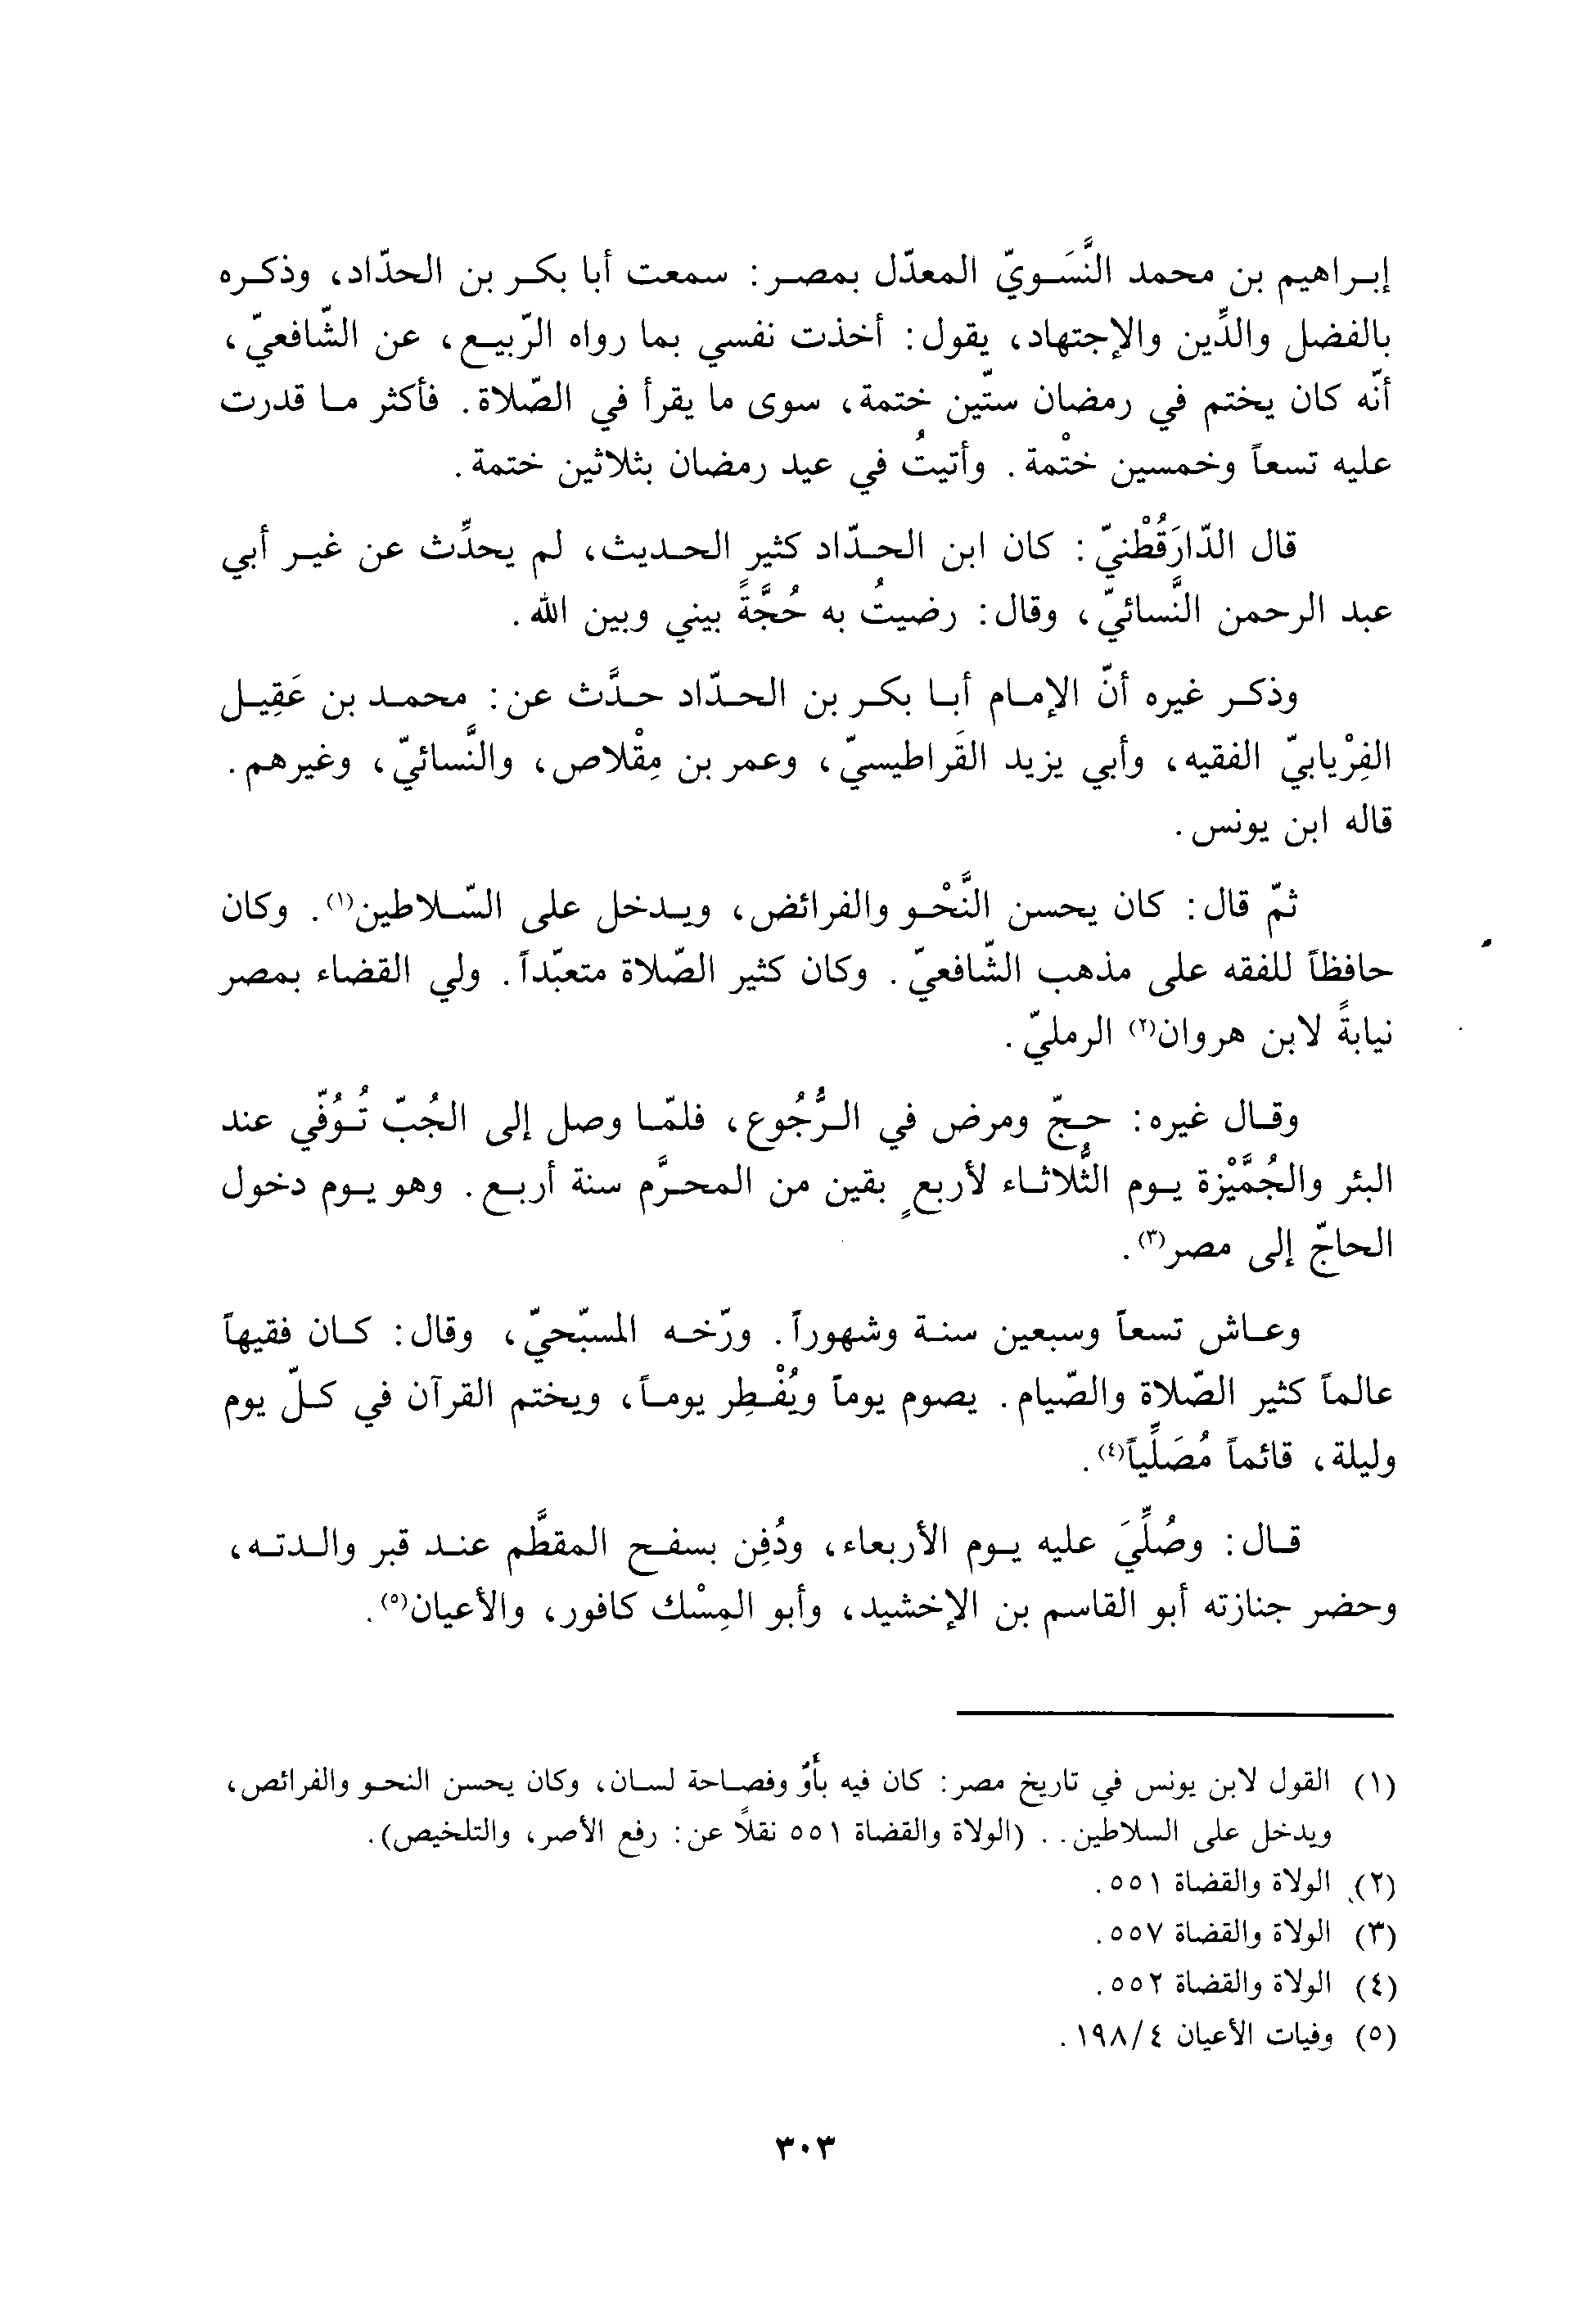 إبراهيم بن محمد النَّسَويّ المعدّل بمصر: سمعت أبا بكر بن الحدّاد، وذكره
بالفضل والدِّين والإجتهاد، يقول: أخذت نفسي بما رواه الرّبيع، عن الشّافعيّ،
أنّه كان يختم في رمضان ستّين ختمة، سوى ما يقرأ في الصّلاة. فأكثر ما قدرت
عليه تسعاً وخمسين ختْمة. وأتيتُ في عيد رمضان بثلاثين ختمة.
قال الدّارَقُطْنيّ: كان ابن الحدّاد كثير الحديث، لم يحدِّث عن غير أبي
عبد الرحمن النَّسائيّ، وقال: رضيتُ به حُجَّةً بيني وبين الله.
وذكر غيره أنّ الإمام أبا بكر بن الحدّاد حدَّث عن: محمد بن عَقِيل
الفِرْيابيّ الفقيه، وأبي يزيد القَراطيسيّ، وعمر بن مِقْلاص، والنَّسائيّ، وغيرهم.
قاله ابن يونس.
ثمّ قال: كان يحسن النَّحْو والفرائض، ويدخل على السّلاطين(١). وكان
حافظاً للفقه على مذهب الشّافعيّ. وكان كثير الصّلاة متعبّداً. ولي القضاء بمصر
نيابةً لابن هروان(٢) الرمليّ.
وقال غيره: حجّ ومرض في الرُّجُوع، فلمّا وصل إلى الجُبّ تُوُفّي عند
البئر والجُمَّيْزة يوم الثُّلاثاء لأربعٍ بقين من المحرَّم سنة أربع. وهو يوم دخول
الحاجّ إلى مصر(٣).
وعاش تسعاً وسبعين سنة وشهوراً. ورّخه المسبّحيّ، وقال: كان فقيهاً
عالماً كثير الصّلاة والصّيام. يصوم يوماً ويُفْطِر يوماً، ويختم القرآن في كلّ يوم
وليلة، قائماً مُصَلِّياً(٤).
قال: وصُلِّيَ عليه يوم الأربعاء، ودُفِن بسفح المقطَّم عند قبر والدته،
وحضر جنازته أبو القاسم بن الإخشيد، وأبو المِسْك كافور، والأعيان(٥).
(١) القول لابن يونس في تاريخ مصر: كان فيه بأوٌ وفصاحة لسان، وكان يحسن النحو والفرائص،
ويدخل على السلاطين. . (الولاة والقضاة ٥٥١ نقلًا عن: رفع الأصر، والتلخيص).
(٢) الولاة والقضاة ٥٥١.
(٣) الولاة والقضاة ٥٥٧.
(٤) الولاة والقضاة ٥٥٢.
(٥) وفيات الأعيان ٤/١٩٨.
٣٠٣